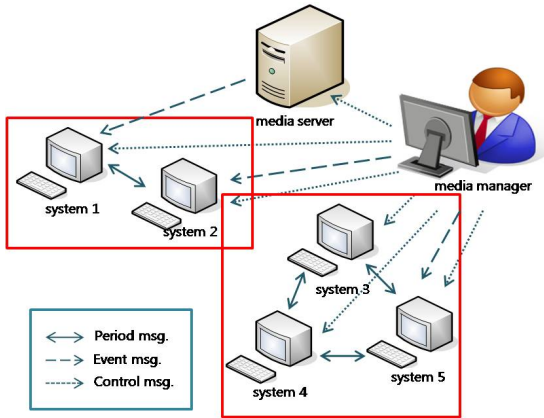 media server
media manager
system 1
system 2
system 3
system 4
system 5
Period msg.
Event msg.
Control msg.